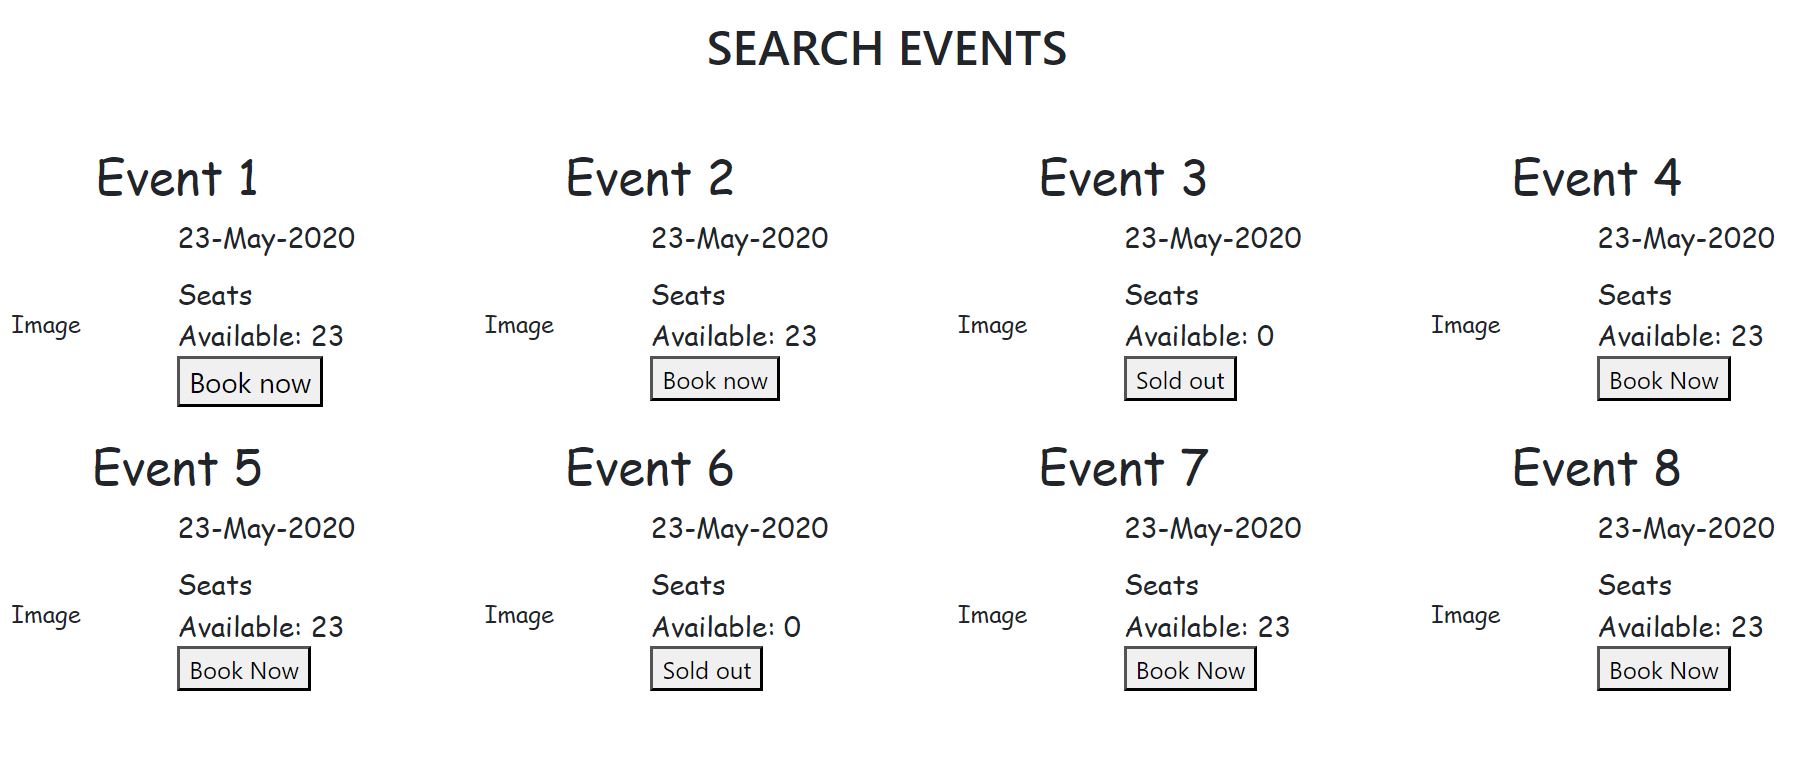 SEARCH EVENTS
Event 1
23-May-2020
Image
Seats
Available: 23
Book now
Event 2
23-May-2020
Image
Seats
Available: 23
Book now
Event 3
23-May-2020
Image
Seats
Available: 0
Sold out
Event 4
23-May-2020
Image
Seats
Available: 23
Book Now
Event 5
23-May-2020
Image
Seats
Available: 23
Book Now
Event 6
23-May-2020
Image
Seats
Available: 0
Sold out
Event 7
23-May-2020
Image
Seats
Available: 23
Book Now
Event 8
23-May-2020
Image
Seats
Available: 23
Book Now